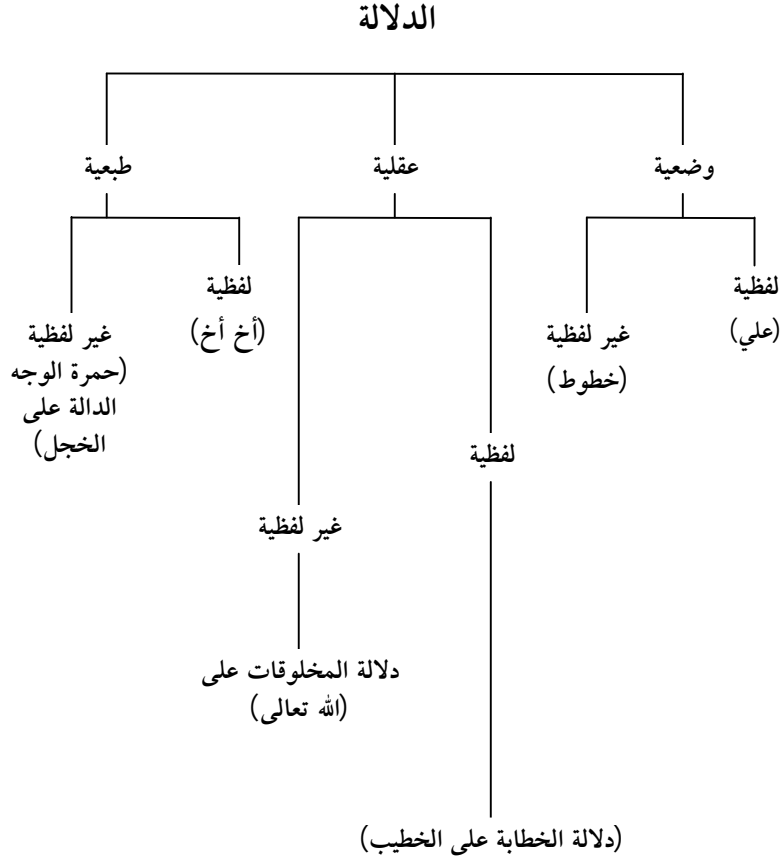 الدلالة
وضعية
عقلية
طبعية
لفظية
(علي)
غير لفظية
(خطوط)
لفظية
(دلالة الخطابة على الخطيب)
غير لفظية
دلالة المخلوقات على
(الله تعالى)
لفظية
(أخ أخ)
غير لفظية
(حمرة الوجه
الدالة على
الخجل)